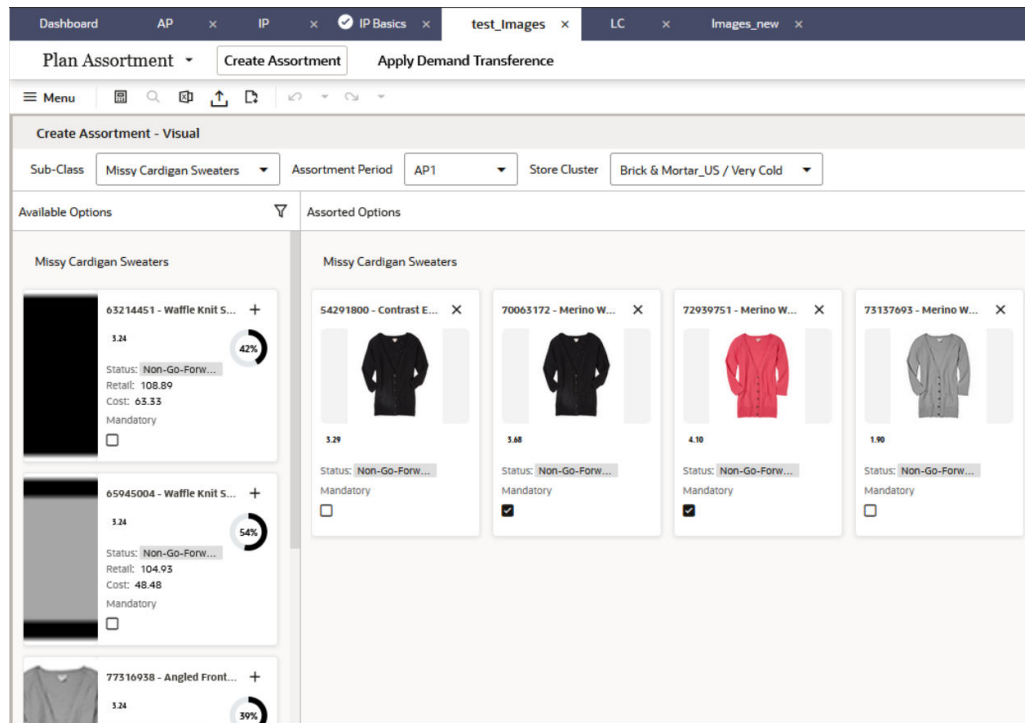 Dashboard AP × IP × IP Basics × test_Images × LC × Images_new ×
Plan Assortment Create Assortment Apply Demand Transference
Menu
Create Assortment - Visual
Sub-Class Missy Cardigan Sweaters Assortment Period AP1 Store Cluster Brick & Mortar_US / Very Cold
Available Options
Assorted Options
Missy Cardigan Sweaters
63214451 - Waffle Knit S... +
3.24
42%
Status: Non-Go-Forw...
Retail: 108.89
Cost: 63.33
Mandatory
65945004 - Waffle Knit S... +
3.24
54%
Status: Non-Go-Forw...
Retail: 104.93
Cost: 48.48
Mandatory
77316938 - Angled Front... +
3.24
39%
Missy Cardigan Sweaters
54291800 - Contrast E... ×
3.29
Status: Non-Go-Forw...
Mandatory
70063172 - Merino W... ×
3.68
Status: Non-Go-Forw...
Mandatory
72939751 - Merino W... ×
4.10
Status: Non-Go-Forw...
Mandatory
73137693 - Merino W... ×
1.90
Status: Non-Go-Forw...
Mandatory